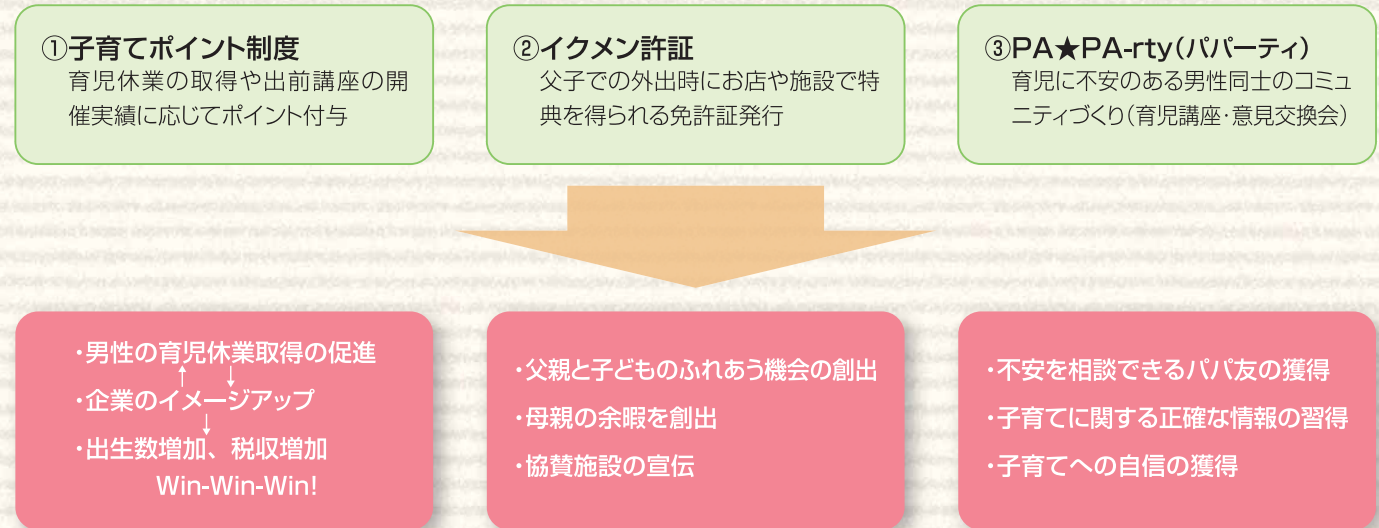 ①子育てポイント制度
育児休業の取得や出前講座の開
催実績に応じてポイント付与
②イクメン許証
父子での外出時にお店や施設で特
典を得られる免許証発行
③PA★PA-rty(パパーティ)
育児に不安のある男性同士のコミュ
ニティづくり(育児講座・意見交換会)
・男性の育児休業取得の促進
・企業のイメージアップ
・出生数増加、税収増加
Win-Win-Win!
・父親と子どものふれあう機会の創出
・母親の余暇を創出
・協賛施設の宣伝
・不安を相談できるパパ友の獲得
・子育てに関する正確な情報の習得
・子育てへの自信の獲得